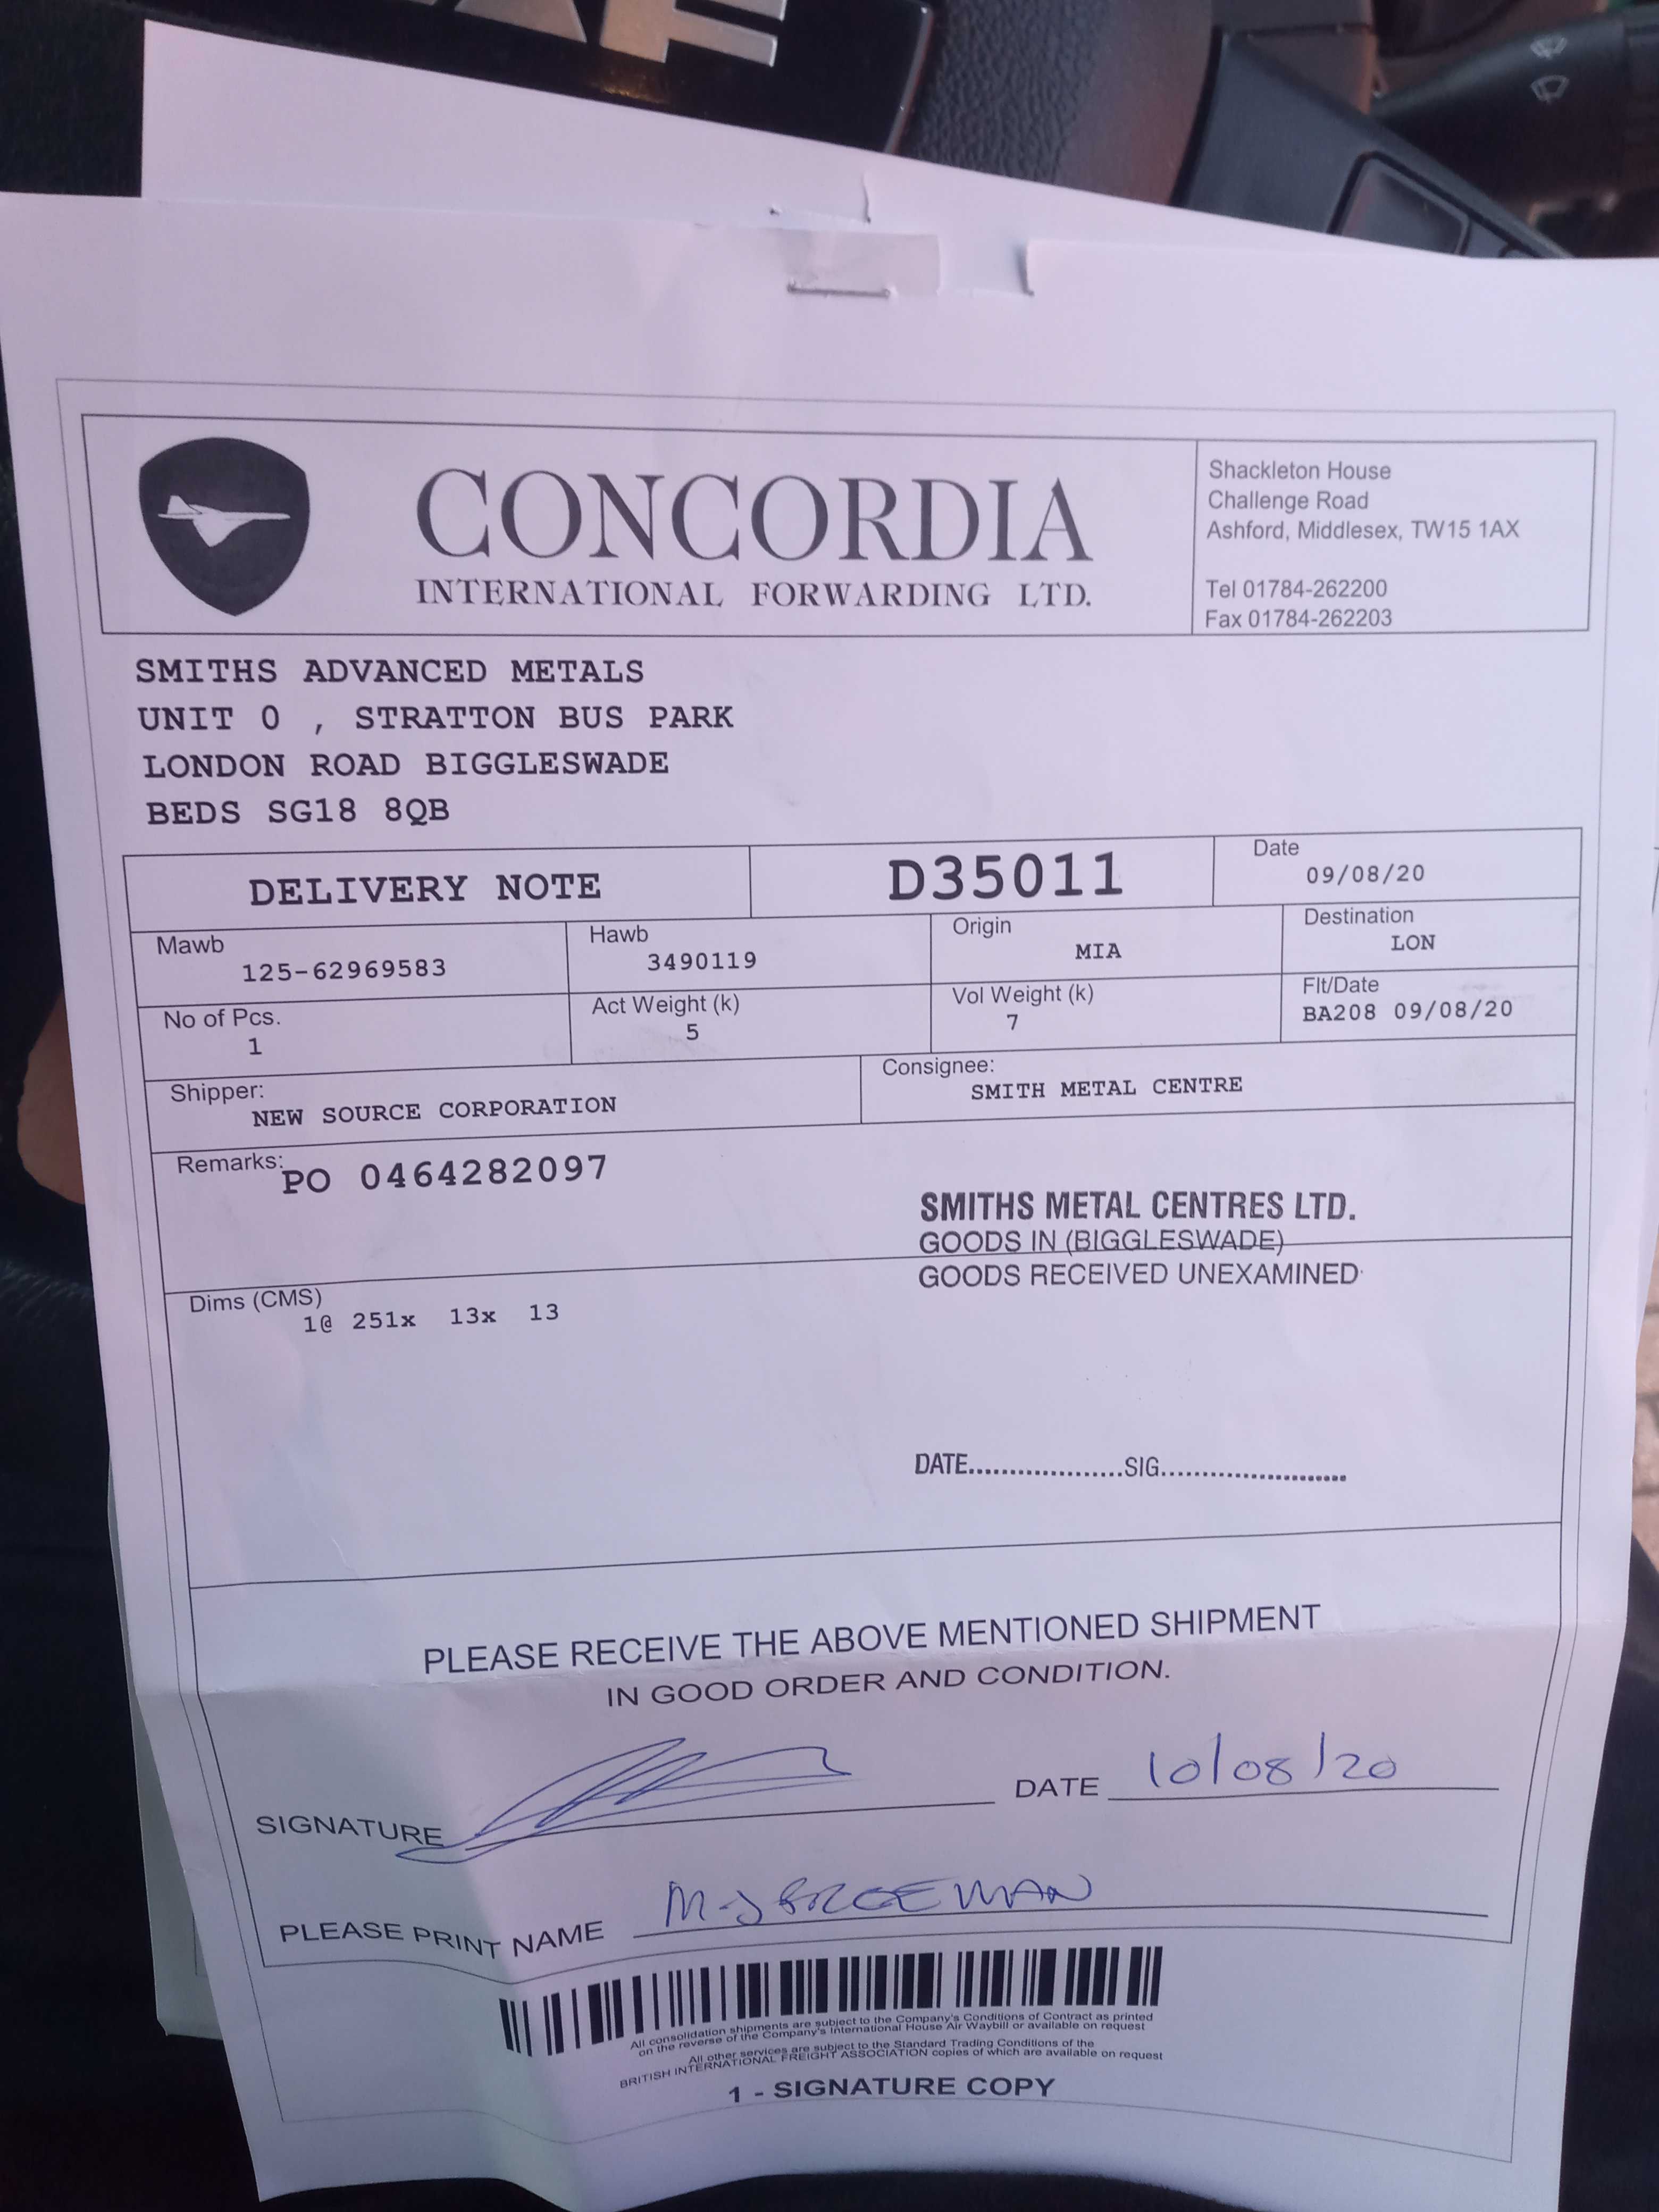 CONCORDIA
INTERNATIONAL FORWARDING LTD.
Shackleton House
Challenge Road
Ashford, Middlesex, TW15 1AX
Tel 01784-262200
Fax 01784-262203
SMITHS ADVANCED METALS
UNIT 0 , STRATTON BUS PARK
LONDON ROAD BIGGLESWADE
BEDS SG18 8QB
DELIVERY NOTE
D35011
Date
09/08/20
Mawb
125-62969583
Hawb
3490119
Origin
MIA
Destination
LON
No of Pcs.
1
Act Weight (k)
5
Vol Weight (k)
7
Flt/Date
BA208 09/08/20
Shipper:
NEW SOURCE CORPORATION
Consignee:
SMITH METAL CENTRE
Remarks:
PO 0464282097
SMITHS METAL CENTRES LTD.
GOODS IN (BIGGLESWADE)
GOODS RECEIVED UNEXAMINED
Dims (CMS)
1@ 251x 13x 13
DATE....................SIG........................
PLEASE RECEIVE THE ABOVE MENTIONED SHIPMENT
IN GOOD ORDER AND CONDITION.
SIGNATURE
DATE 10/08/20
PLEASE PRINT NAME
All consolidation shipments are subject to the Company's Conditions of Contract as printed
on the reverse of the Company's International House Air Waybill or available on request
All other services are subject to the Standard Trading Conditions of the
BRITISH INTERNATIONAL FREIGHT ASSOCIATION copies of which are available on request
1 - SIGNATURE COPY